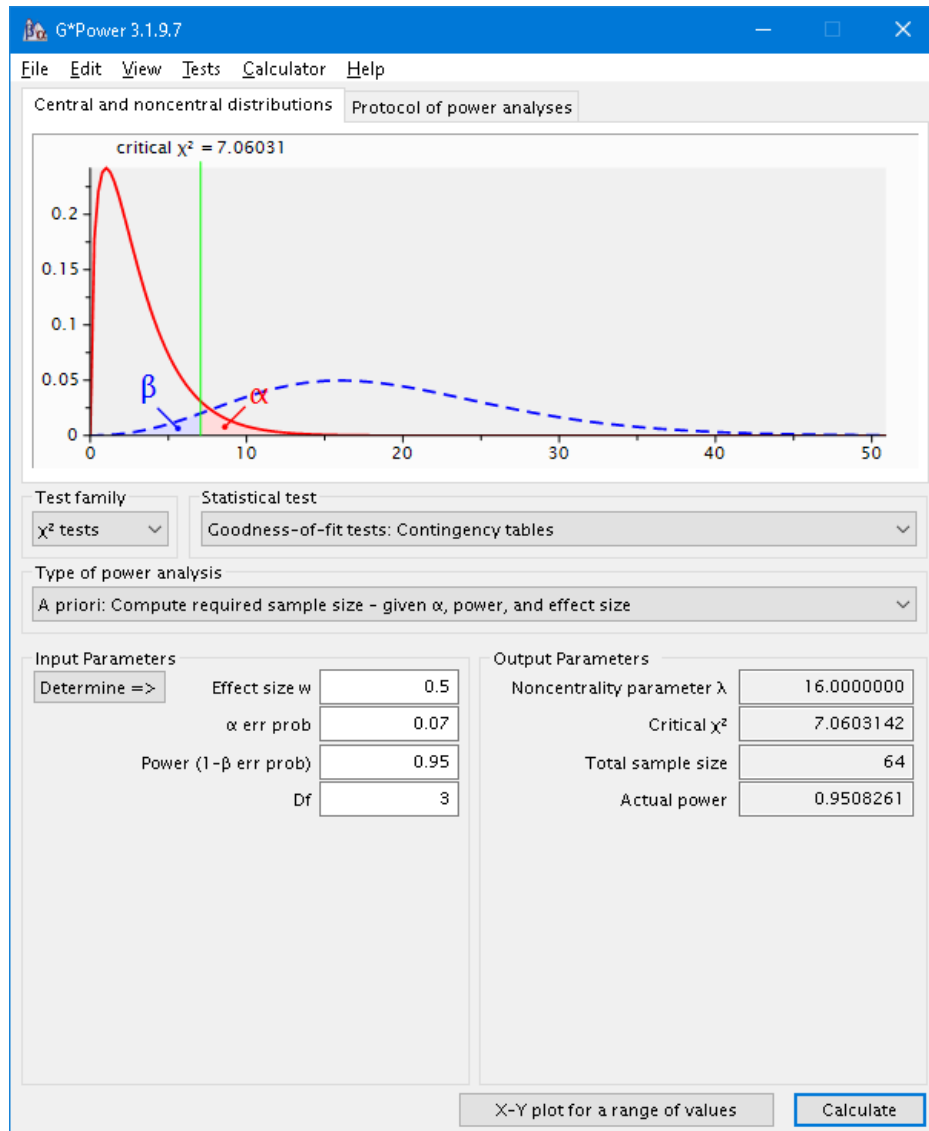 G*Power 3.1.9.7
File Edit View Tests Calculator Help
Central and noncentral distributions Protocol of power analyses
critical χ² = 7.06031
0.2
0.15
0.1
0.05
0
β
α
0 10 20 30 40 50
Test family Statistical test
χ² tests Goodness-of-fit tests: Contingency tables
Type of power analysis
A priori: Compute required sample size - given α, power, and effect size
Input Parameters Output Parameters
Determine => Effect size w 0.5 Noncentrality parameter λ 16.0000000
α err prob 0.07 Critical χ² 7.0603142
Power (1-β err prob) 0.95 Total sample size 64
Df 3 Actual power 0.9508261
X-Y plot for a range of values Calculate